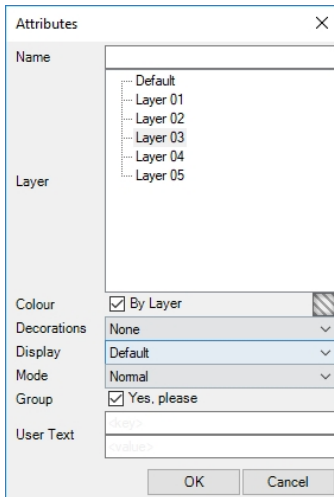 Attributes
Name
Default
Layer 01
Layer 02
Layer 03
Layer 04
Layer 05
Layer
Colour By Layer
Decorations None
Display Default
Mode Normal
Group Yes, please
<key>
User Text
<value>
OK Cancel